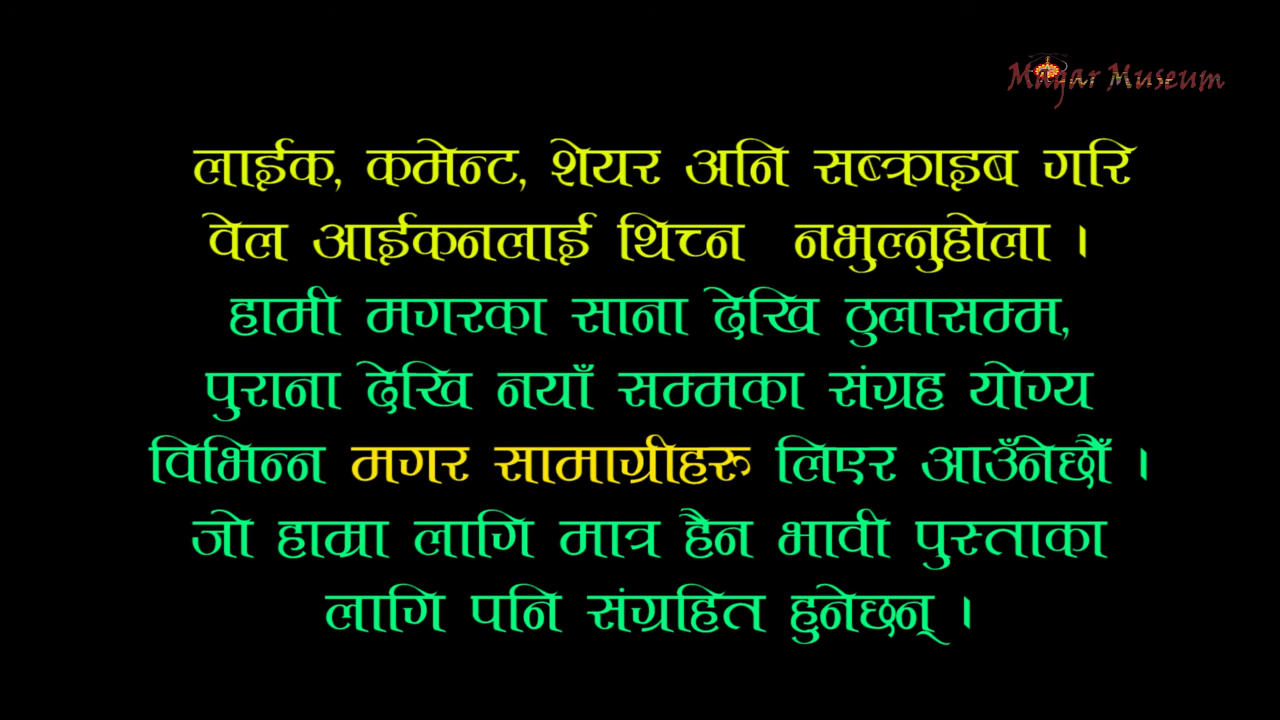 Magar Museum
लाईक, कमेन्ट, शेयर अनि सब्क्राइब गरि
वेल आईकनलाई थिच्न नभुल्नुहोला ।
हामी मगरका साना देखि ठुलासम्म,
पुराना देखि नयाँ सम्मका संग्रह योग्य
विभिन्न मगर सामाग्रीहरु लिएर आउँनेछौँ ।
जो हाम्रा लागि मात्र हैन भावी पुस्ताका
लागि पनि संग्रहित हुनेछन् ।